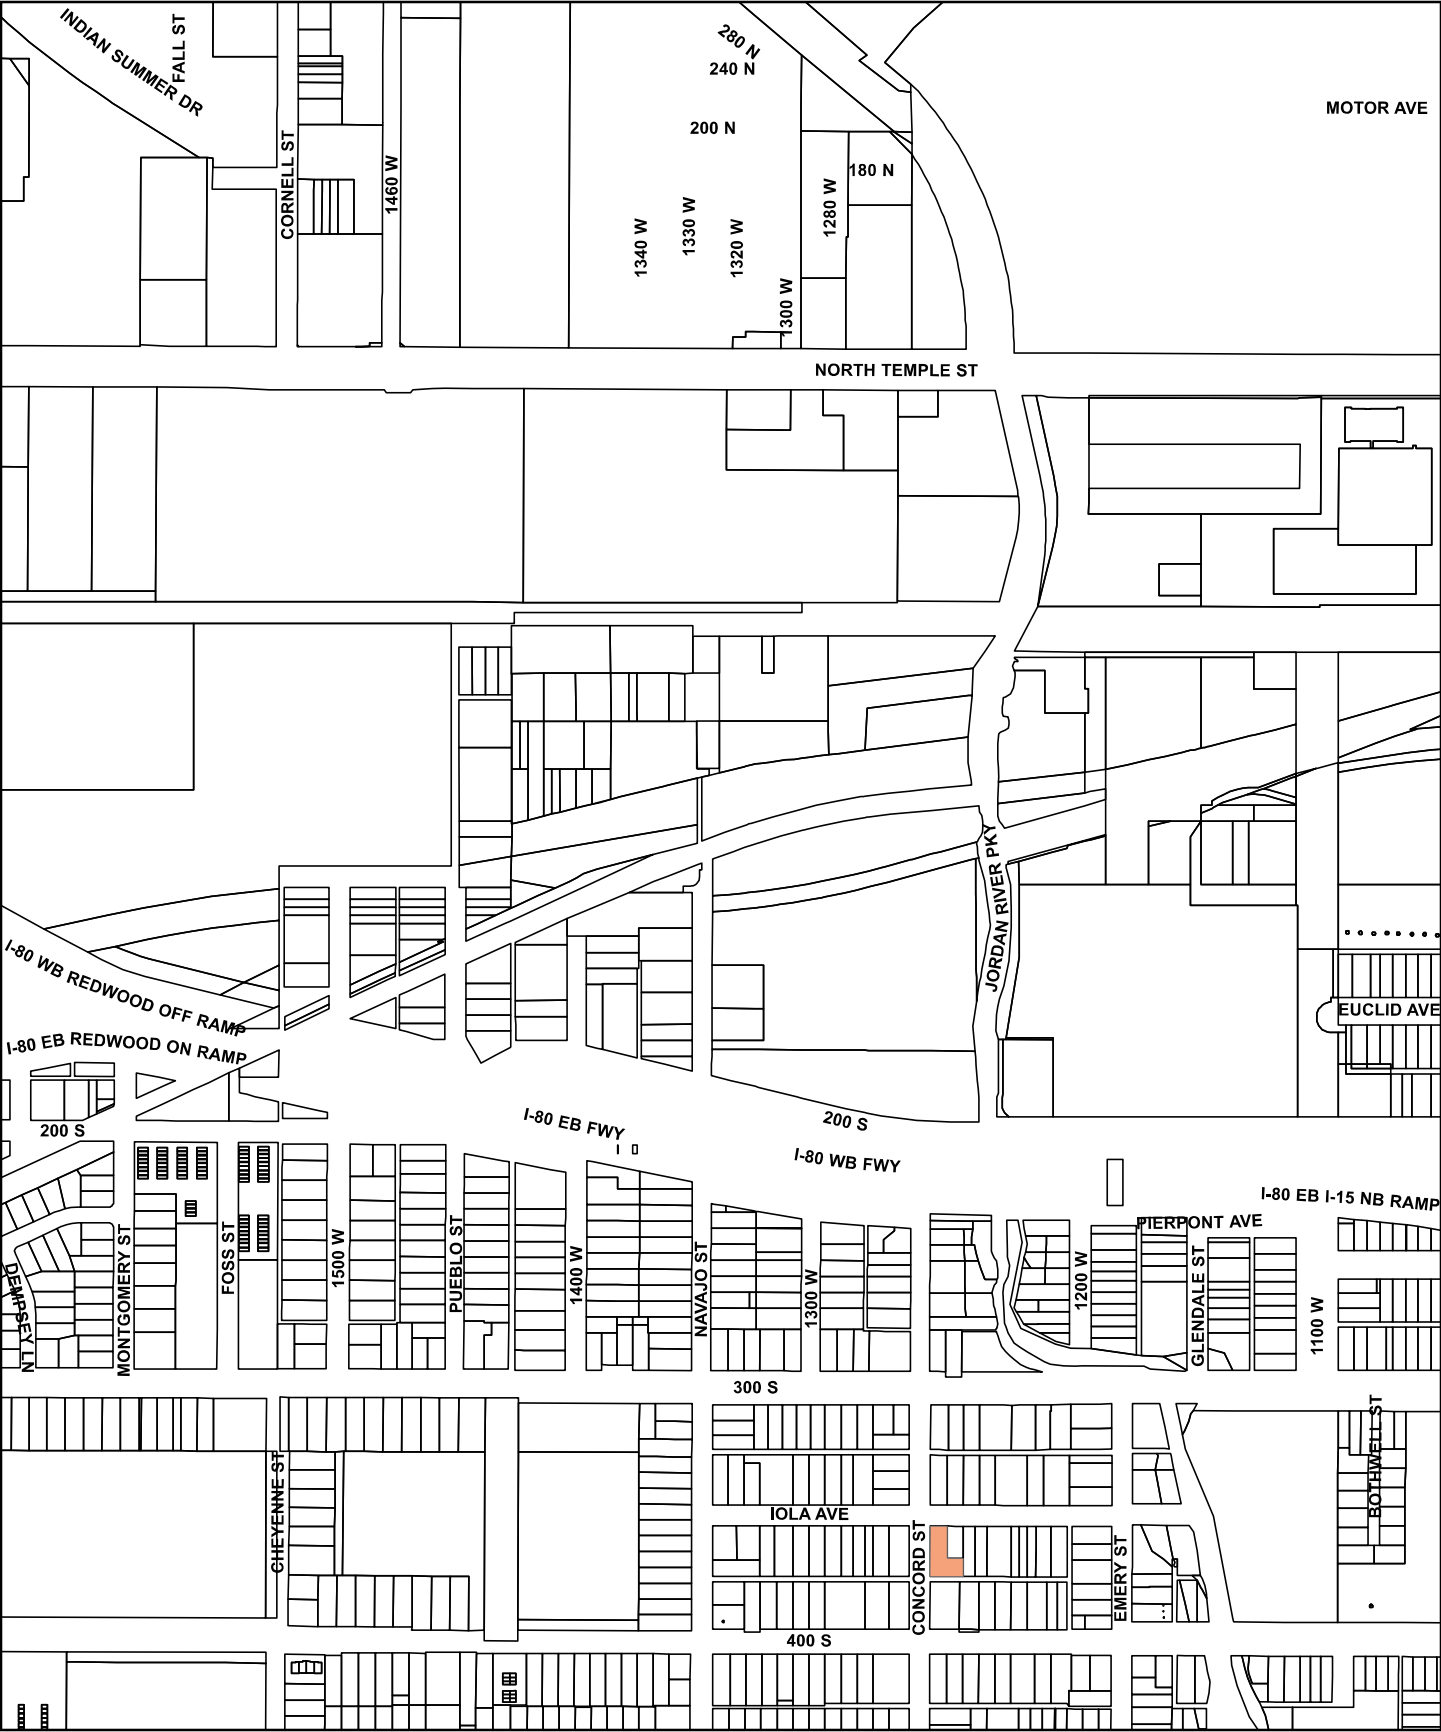 INDIAN SUMMER DR
FALL ST
280 N
240 N
MOTOR AVE
200 N
CORNELL ST
1460 W
180 N
1280 W
1340 W
1330 W
1320 W
1300 W
NORTH TEMPLE ST
JORDAN RIVER PKY
I-80 WB REDWOOD OFF RAMP
EUCLID AVE
I-80 EB REDWOOD ON RAMP
200 S
I-80 EB FWY
200 S
I-80 WB FWY
I-80 EB I-15 NB RAMP
PIERPONT AVE
DEMPSEY LN
MONTGOMERY ST
FOSS ST
1500 W
PUEBLO ST
1400 W
NAVAJO ST
1300 W
1200 W
GLENDALE ST
1100 W
300 S
CHEYENNE ST
BOTHWELL ST
IOLA AVE
CONCORD ST
EMERY ST
400 S